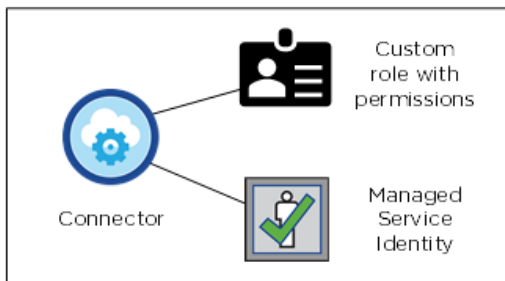 Custom
role with
permissions
Connector
Managed
Service
Identity